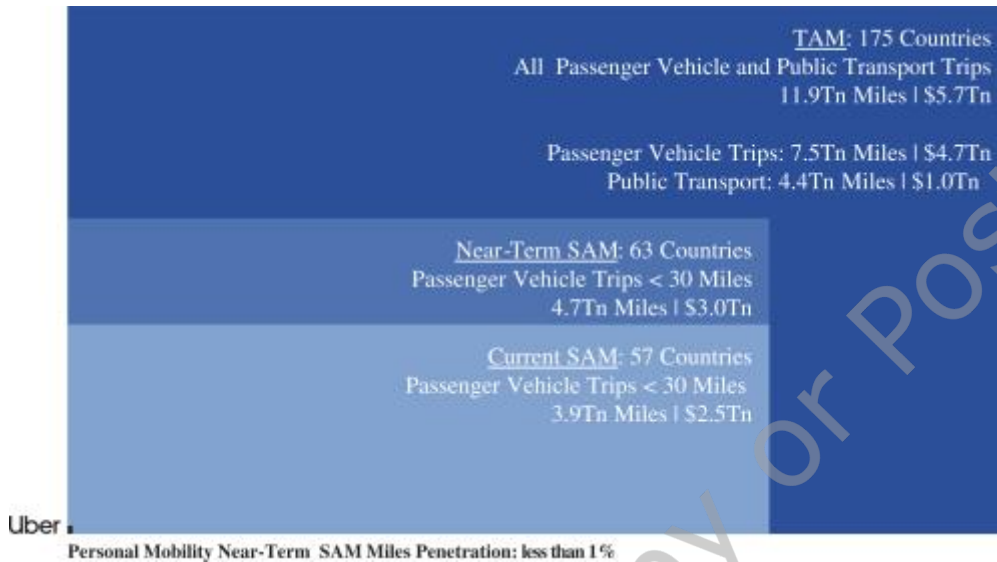 TAM: 175 Countries
All Passenger Vehicle and Public Transport Trips
11.9Tn Miles | $5.7Tn
Passenger Vehicle Trips: 7.5Tn Miles | $4.7Tn
Public Transport: 4.4Tn Miles | $1.0Tn
Near-Term SAM: 63 Countries
Passenger Vehicle Trips < 30 Miles
4.7Tn Miles | $3.0Tn
Current SAM: 57 Countries
Passenger Vehicle Trips < 30 Miles
3.9Tn Miles | $2.5Tn
Uber
Personal Mobility Near-Term SAM Miles Penetration: less than 1%
or Pos